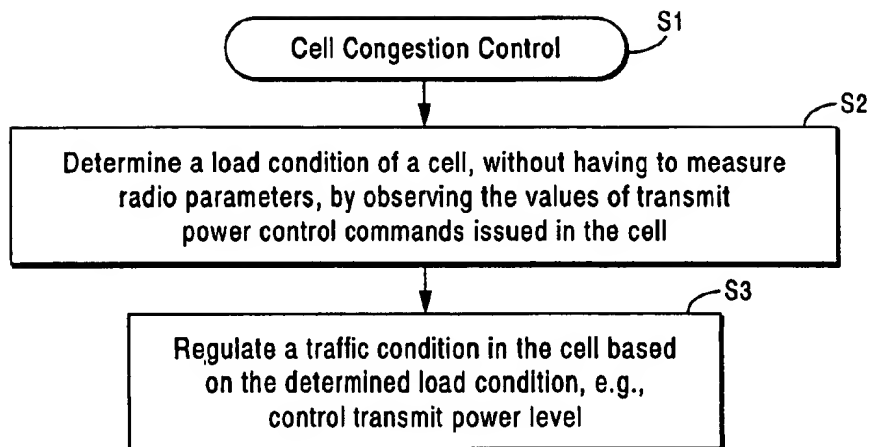 Cell Congestion Control
S1
S2
Determine a load condition of a cell, without having to measure
radio parameters, by observing the values of transmit
power control commands issued in the cell
S3
Regulate a traffic condition in the cell based
on the determined load condition, e.g.,
control transmit power level